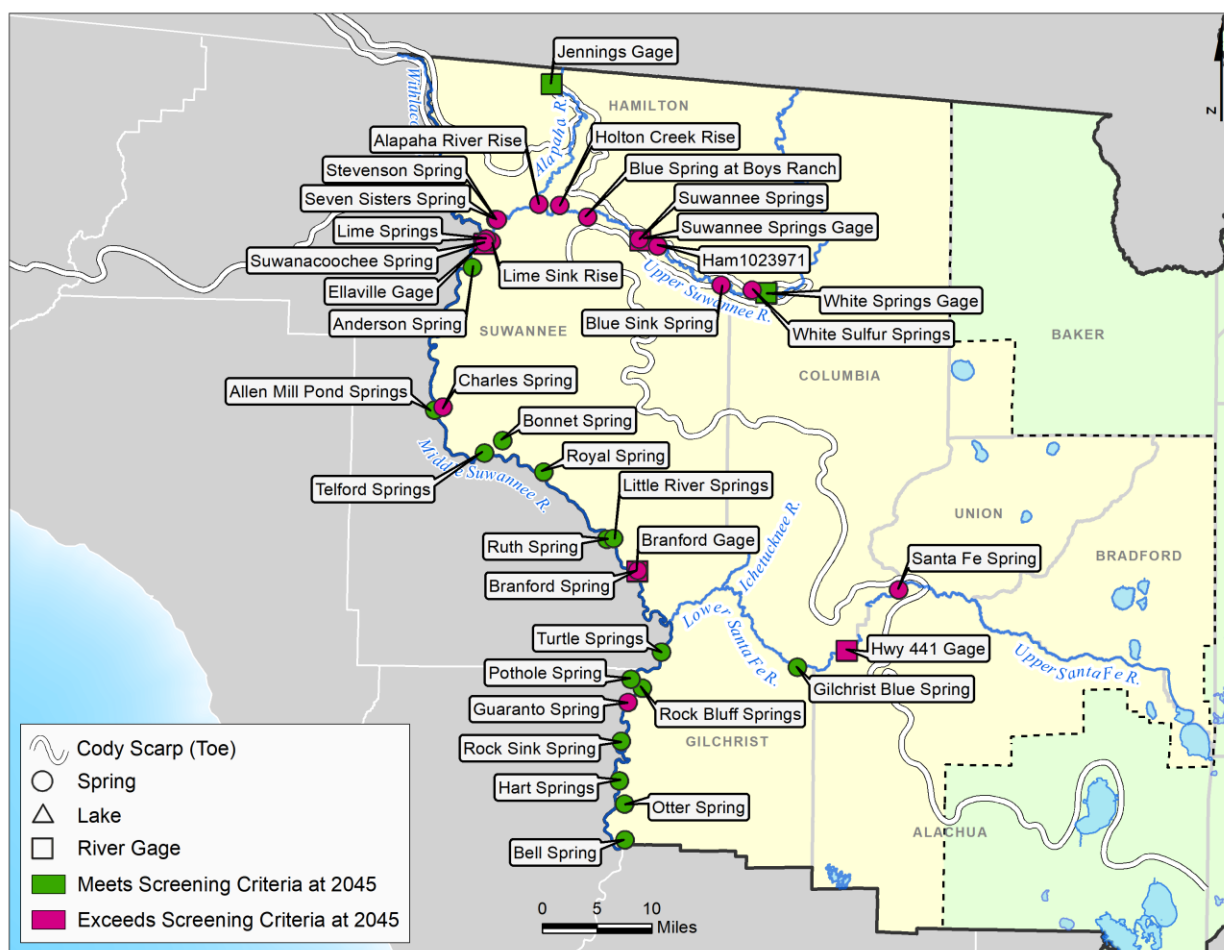 Jennings Gage
HAMILTON
Withlaco
Alapaha R.
Alapaha River Rise
Holton Creek Rise
Stevenson Spring
Blue Spring at Boys Ranch
Seven Sisters Spring
Suwannee Springs
Lime Springs
Suwannee Springs Gage
Suwanacoochee Spring
Lime Sink Rise
Ham1023971
Ellaville Gage
Upper Suwannee R.
White Springs Gage
Anderson Spring
SUWANNEE
Blue Sink Spring
White Sulfur Springs
BAKER
COLUMBIA
Charles Spring
Allen Mill Pond Springs
Bonnet Spring
Middle Suwannee R.
Royal Spring
Telford Springs
Little River Springs
UNION
Ruth Spring
Branford Gage
Ichetucknee R.
BRADFORD
Branford Spring
Santa Fe Spring
Lower Santa Fe R.
Turtle Springs
Hwy 441 Gage
Upper Santa Fe R.
Pothole Spring
Gilchrist Blue Spring
Guaranto Spring
Rock Bluff Springs
Rock Sink Spring
GILCHRIST
Hart Springs
Otter Spring
ALACHUA
Bell Spring
Cody Scarp (Toe)
Spring
Lake
River Gage
Meets Screening Criteria at 2045
Exceeds Screening Criteria at 2045
0 5 10
Miles
N